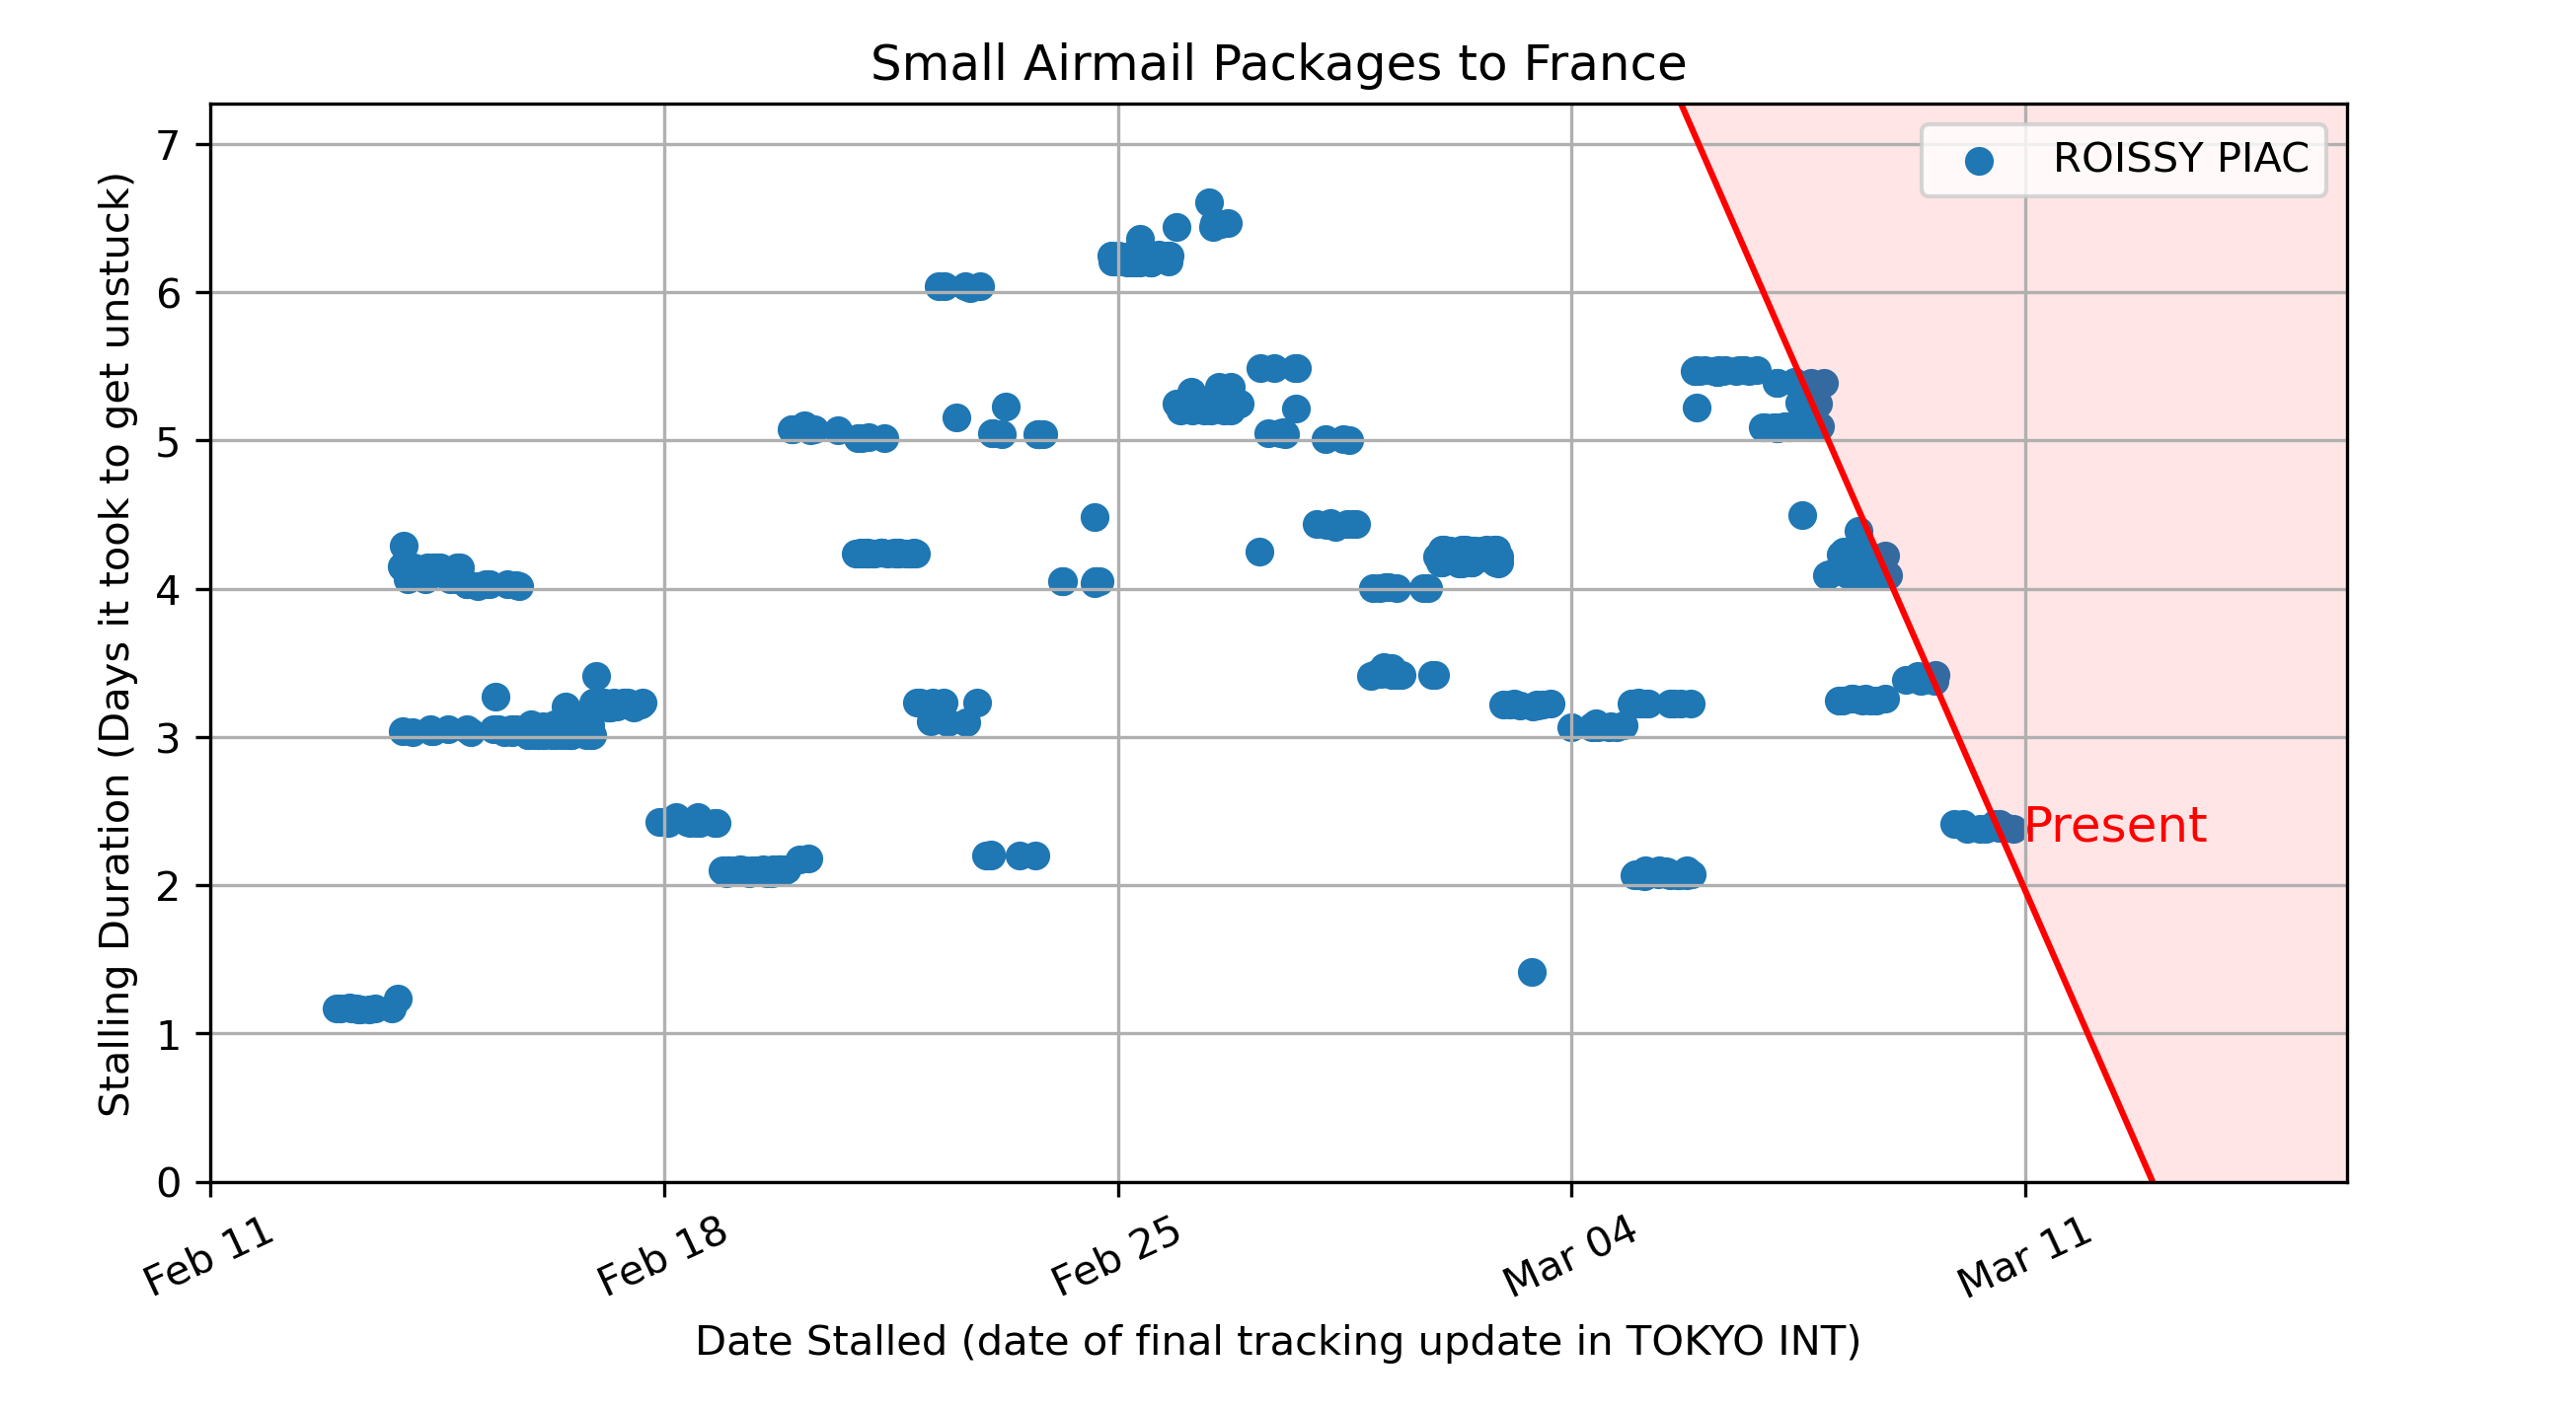 Small Airmail Packages to France
Stalling Duration (Days it took to get unstuck)
7
6
5
4
3
2
1
0
ROISSY PIAC
Present
Feb 11
Feb 18
Feb 25
Mar 04
Mar 11
Date Stalled (date of final tracking update in TOKYO INT)